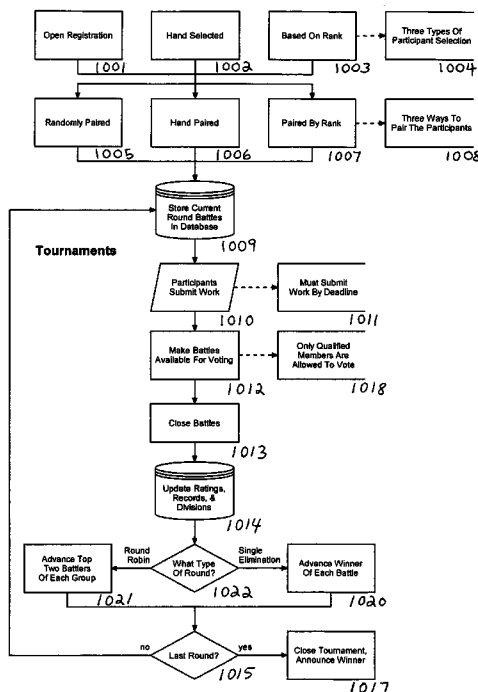 Open Registration
1001
Hand Selected
1002
Based On Rank
1003
Three Types Of
Participant Selection
1004
Randomly Paired
1005
Hand Paired
1006
Paired By Rank
1007
Three Ways To
Pair The Participants
1008
Store Current
Round Battles
In Database
1009
Tournaments
Participants
Submit Work
1010
Must Submit
Work By Deadline
1011
Make Battles
Available For Voting
1012
Only Qualified
Members Are
Allowed To Vote
1018
Close Battles
1013
Update Ratings,
Records, &
Divisions
1014
Advance Top
Two Battlers
Of Each Group
1021
Round
Robin
What Type
Of Round?
1022
Single
Elimination
Advance Winner
Of Each Battle
1020
no
Last Round?
1015
yes
Close Tournament,
Announce Winner
1017